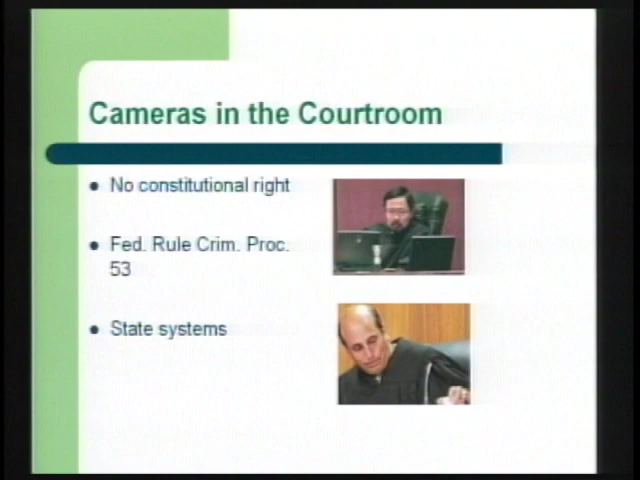 Cameras in the Courtroom
No constitutional right
Fed. Rule Crim. Proc.
53
State systems